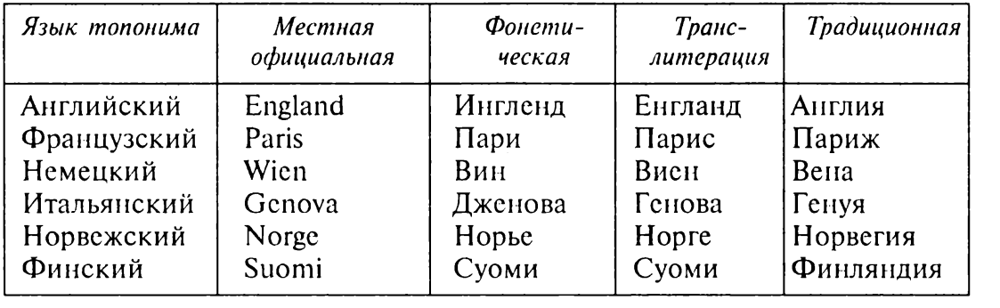 Язык топонима Местная официальная Фонети-ческая Транс-литерация Традиционная
Английский England Ингленд Енгланд Англия
Французский Paris Пари Парис Париж
Немецкий Wien Вин Виен Вена
Итальянский Genova Дженова Генова Генуя
Норвежский Norge Норье Норге Норвегия
Финский Suomi Суоми Суоми Финляндия